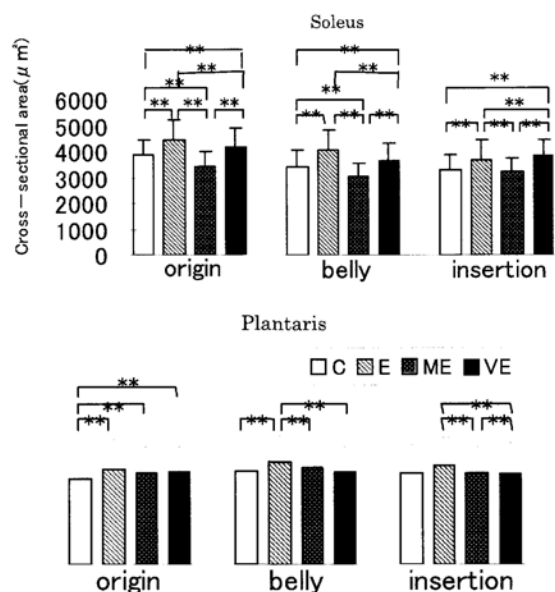 Soleus
** ** **
** ** **
** ** **
** ** ** ** ** ** ** ** **
Cross-sectional area(μ㎡)
6000
5000
4000
3000
2000
1000
0
origin belly insertion
Plantaris
C E ME VE
**
** ** **
** ** ** ** **
origin belly insertion